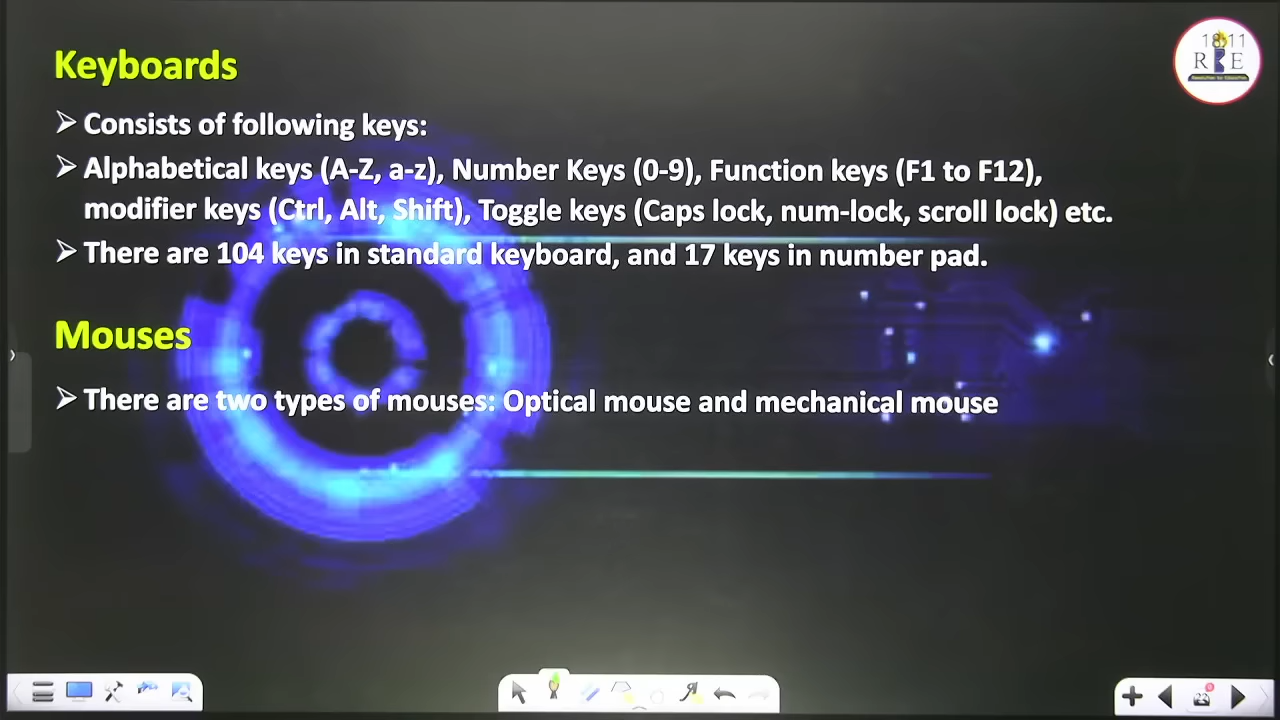 Keyboards
18 11
R E
Consists of following keys:
Alphabetical keys (A-Z, a-z), Number Keys (0-9), Function keys (F1 to F12),
modifier keys (Ctrl, Alt, Shift), Toggle keys (Caps lock, num-lock, scroll lock) etc.
There are 104 keys in standard keyboard, and 17 keys in number pad.
Mouses
There are two types of mouses: Optical mouse and mechanical mouse